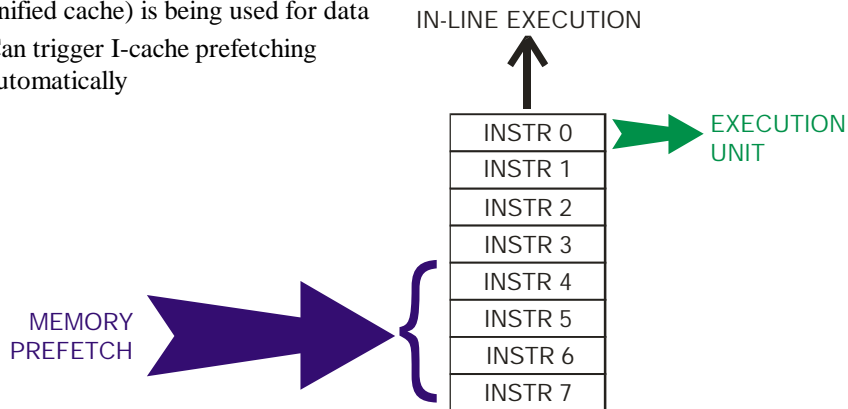 nified cache) is being used for data
an trigger I-cache prefetching
utomatically
IN-LINE EXECUTION
INSTR 0
EXECUTION
UNIT
INSTR 1
INSTR 2
INSTR 3
INSTR 4
INSTR 5
INSTR 6
INSTR 7
MEMORY
PREFETCH